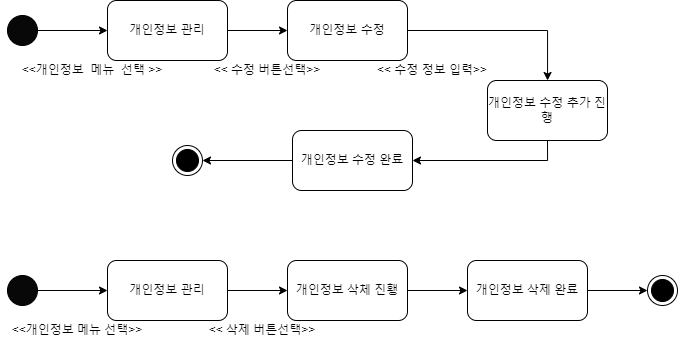 개인정보 관리
개인정보 수정
<<개인정보 메뉴 선택 >>
<< 수정 버튼선택>>
<< 수정 정보 입력>>
개인정보 수정 추가 진
행
개인정보 수정 완료
개인정보 관리
개인정보 삭체 진행
개인정보 삭제 완료
<<개인정보 메뉴 선택>>
<< 삭제 버튼선택>>